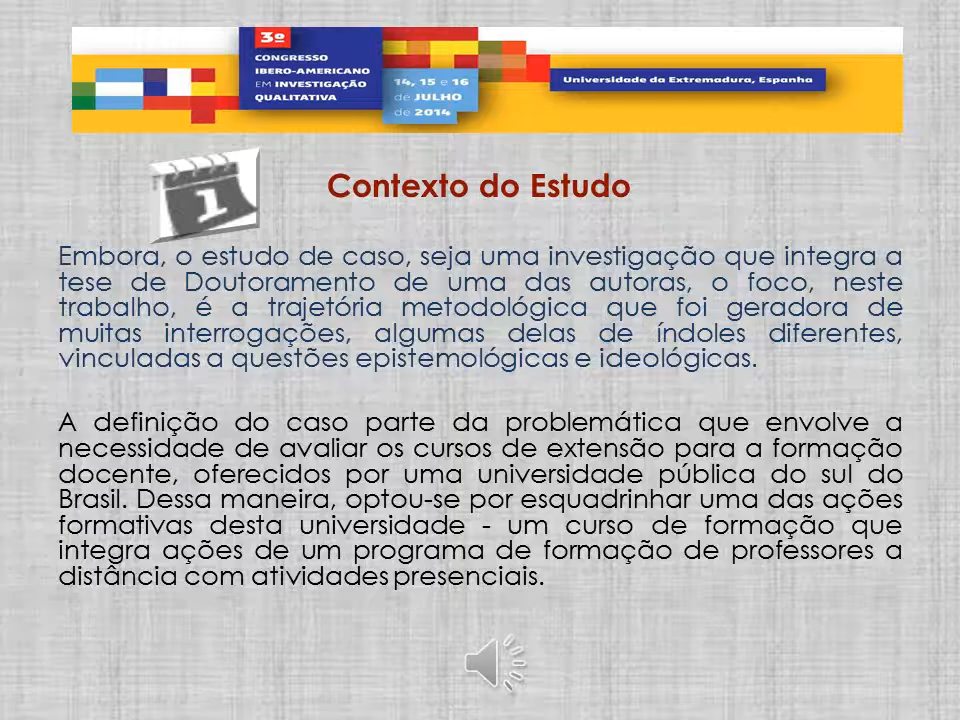 3º
CONGRESSO
IBERO-AMERICANO
EM INVESTIGAÇÃO
QUALITATIVA
14, 15 e 16
de JULHO
de 2014
Universidade da Extremadura, Espanha
1
Contexto do Estudo
Embora, o estudo de caso, seja uma investigação que integra a
tese de Doutoramento de uma das autoras, o foco, neste
trabalho, é a trajetória metodológica que foi geradora de
muitas interrogações, algumas delas de índoles diferentes,
vinculadas a questões epistemológicas e ideológicas.
A definição do caso parte da problemática que envolve a
necessidade de avaliar os cursos de extensão para a formação
docente, oferecidos por uma universidade pública do sul do
Brasil. Dessa maneira, optou-se por esquadrinhar uma das ações
formativas desta universidade - um curso de formação que
integra ações de um programa de formação de professores a
distância com atividades presenciais.